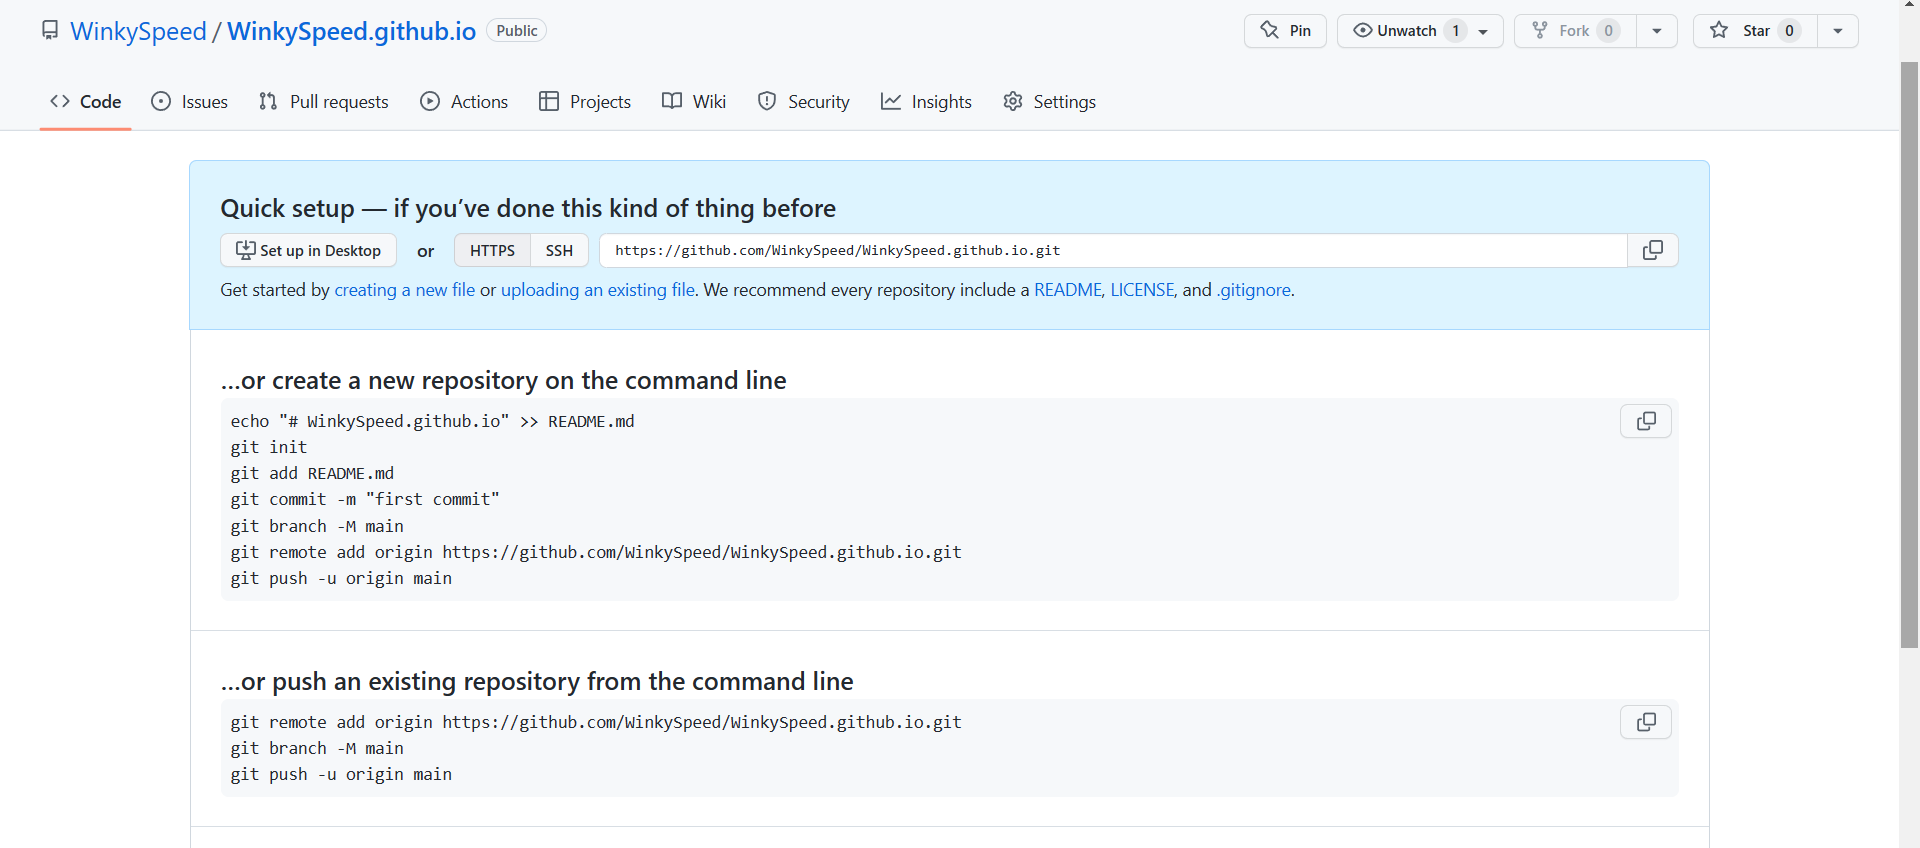 WinkySpeed / WinkySpeed.github.io Public Pin Unwatch 1 Fork 0 Star 0
Code Issues Pull requests Actions Projects Wiki Security Insights Settings
Quick setup — if you’ve done this kind of thing before
Set up in Desktop or HTTPS SSH https://github.com/WinkySpeed/WinkySpeed.github.io.git
Get started by creating a new file or uploading an existing file. We recommend every repository include a README, LICENSE, and .gitignore.
…or create a new repository on the command line
echo "# WinkySpeed.github.io" >> README.md
git init
git add README.md
git commit -m "first commit"
git branch -M main
git remote add origin https://github.com/WinkySpeed/WinkySpeed.github.io.git
git push -u origin main
…or push an existing repository from the command line
git remote add origin https://github.com/WinkySpeed/WinkySpeed.github.io.git
git branch -M main
git push -u origin main